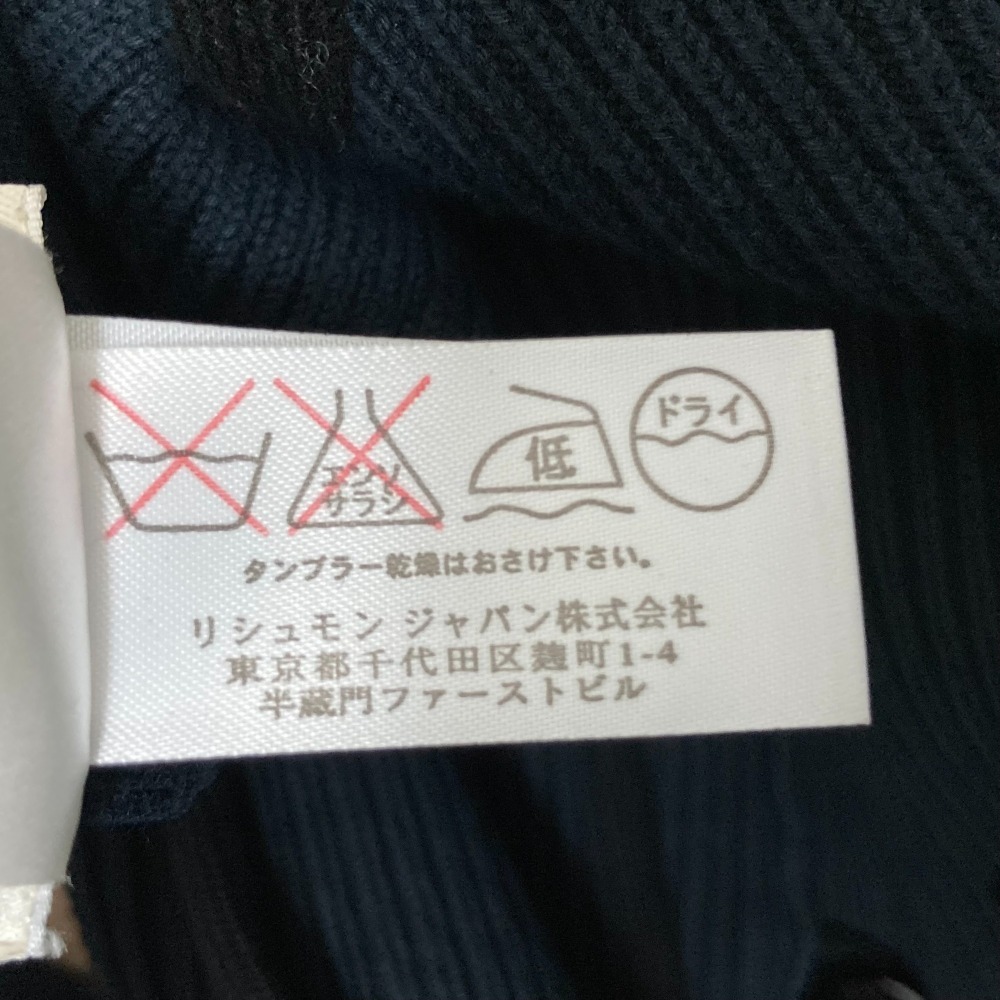 エンソ
サラシ
低
ドライ
タンブラー乾燥はおさけ下さい。
リシュモン ジャパン株式会社
東京都千代田区麹町1-4
半蔵門ファーストビル